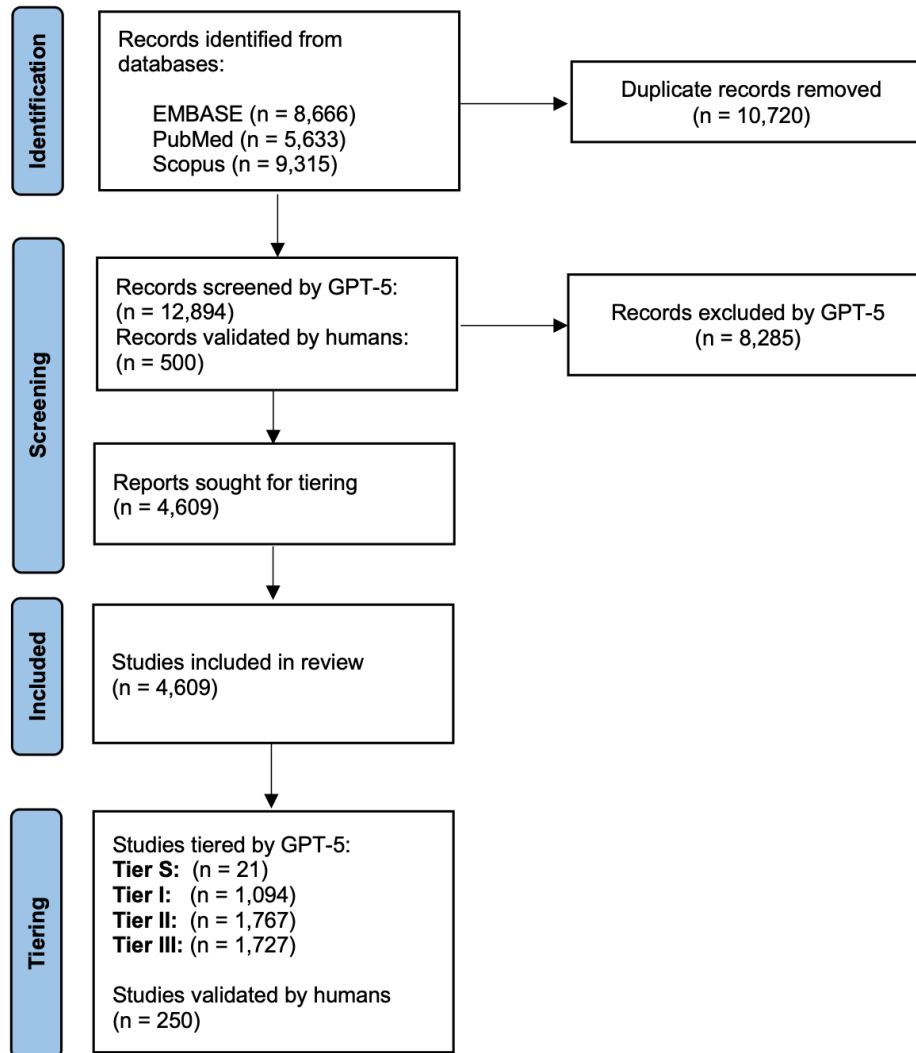 Identification
Records identified from
databases:
EMBASE (n = 8,666)
PubMed (n = 5,633)
Scopus (n = 9,315)
Duplicate records removed
(n = 10,720)
Screening
Records screened by GPT-5:
(n = 12,894)
Records validated by humans:
(n = 500)
Records excluded by GPT-5
(n = 8,285)
Reports sought for tiering
(n = 4,609)
Included
Studies included in review
(n = 4,609)
Tiering
Studies tiered by GPT-5:
Tier S: (n = 21)
Tier I: (n = 1,094)
Tier II: (n = 1,767)
Tier III: (n = 1,727)
Studies validated by humans
(n = 250)